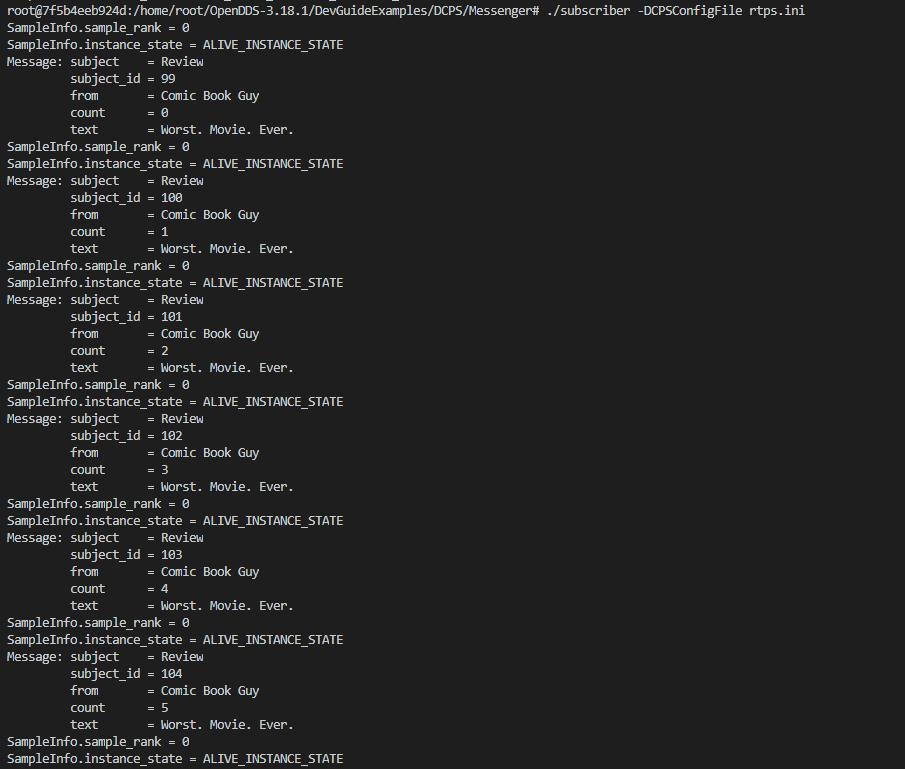 root@7f5b4eeb924d:/home/root/OpenDDS-3.18.1/DevGuideExamples/DCPS/Messenger# ./subscriber -DCPSConfigFile rtps.ini
SampleInfo.sample_rank = 0
SampleInfo.instance_state = ALIVE_INSTANCE_STATE
Message: subject    = Review
         subject_id = 99
         from       = Comic Book Guy
         count      = 0
         text       = Worst. Movie. Ever.
SampleInfo.sample_rank = 0
SampleInfo.instance_state = ALIVE_INSTANCE_STATE
Message: subject    = Review
         subject_id = 100
         from       = Comic Book Guy
         count      = 1
         text       = Worst. Movie. Ever.
SampleInfo.sample_rank = 0
SampleInfo.instance_state = ALIVE_INSTANCE_STATE
Message: subject    = Review
         subject_id = 101
         from       = Comic Book Guy
         count      = 2
         text       = Worst. Movie. Ever.
SampleInfo.sample_rank = 0
SampleInfo.instance_state = ALIVE_INSTANCE_STATE
Message: subject    = Review
         subject_id = 102
         from       = Comic Book Guy
         count      = 3
         text       = Worst. Movie. Ever.
SampleInfo.sample_rank = 0
SampleInfo.instance_state = ALIVE_INSTANCE_STATE
Message: subject    = Review
         subject_id = 103
         from       = Comic Book Guy
         count      = 4
         text       = Worst. Movie. Ever.
SampleInfo.sample_rank = 0
SampleInfo.instance_state = ALIVE_INSTANCE_STATE
Message: subject    = Review
         subject_id = 104
         from       = Comic Book Guy
         count      = 5
         text       = Worst. Movie. Ever.
SampleInfo.sample_rank = 0
SampleInfo.instance_state = ALIVE_INSTANCE_STATE